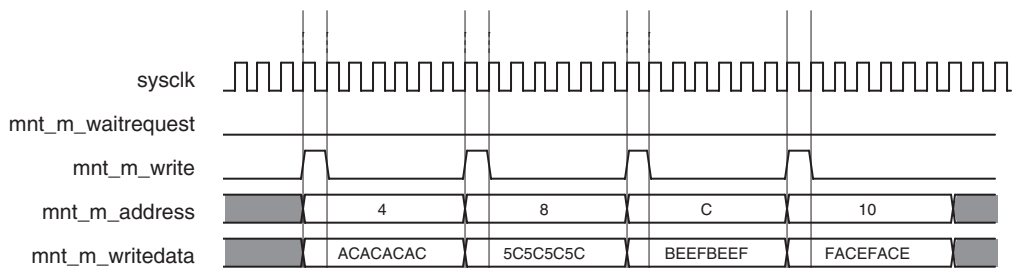 sysclk
mnt_m_waitrequest
mnt_m_write
mnt_m_address 4 8 C 10
mnt_m_writedata ACACACAC 5C5C5C5C BEEFBEEF FACEFACE